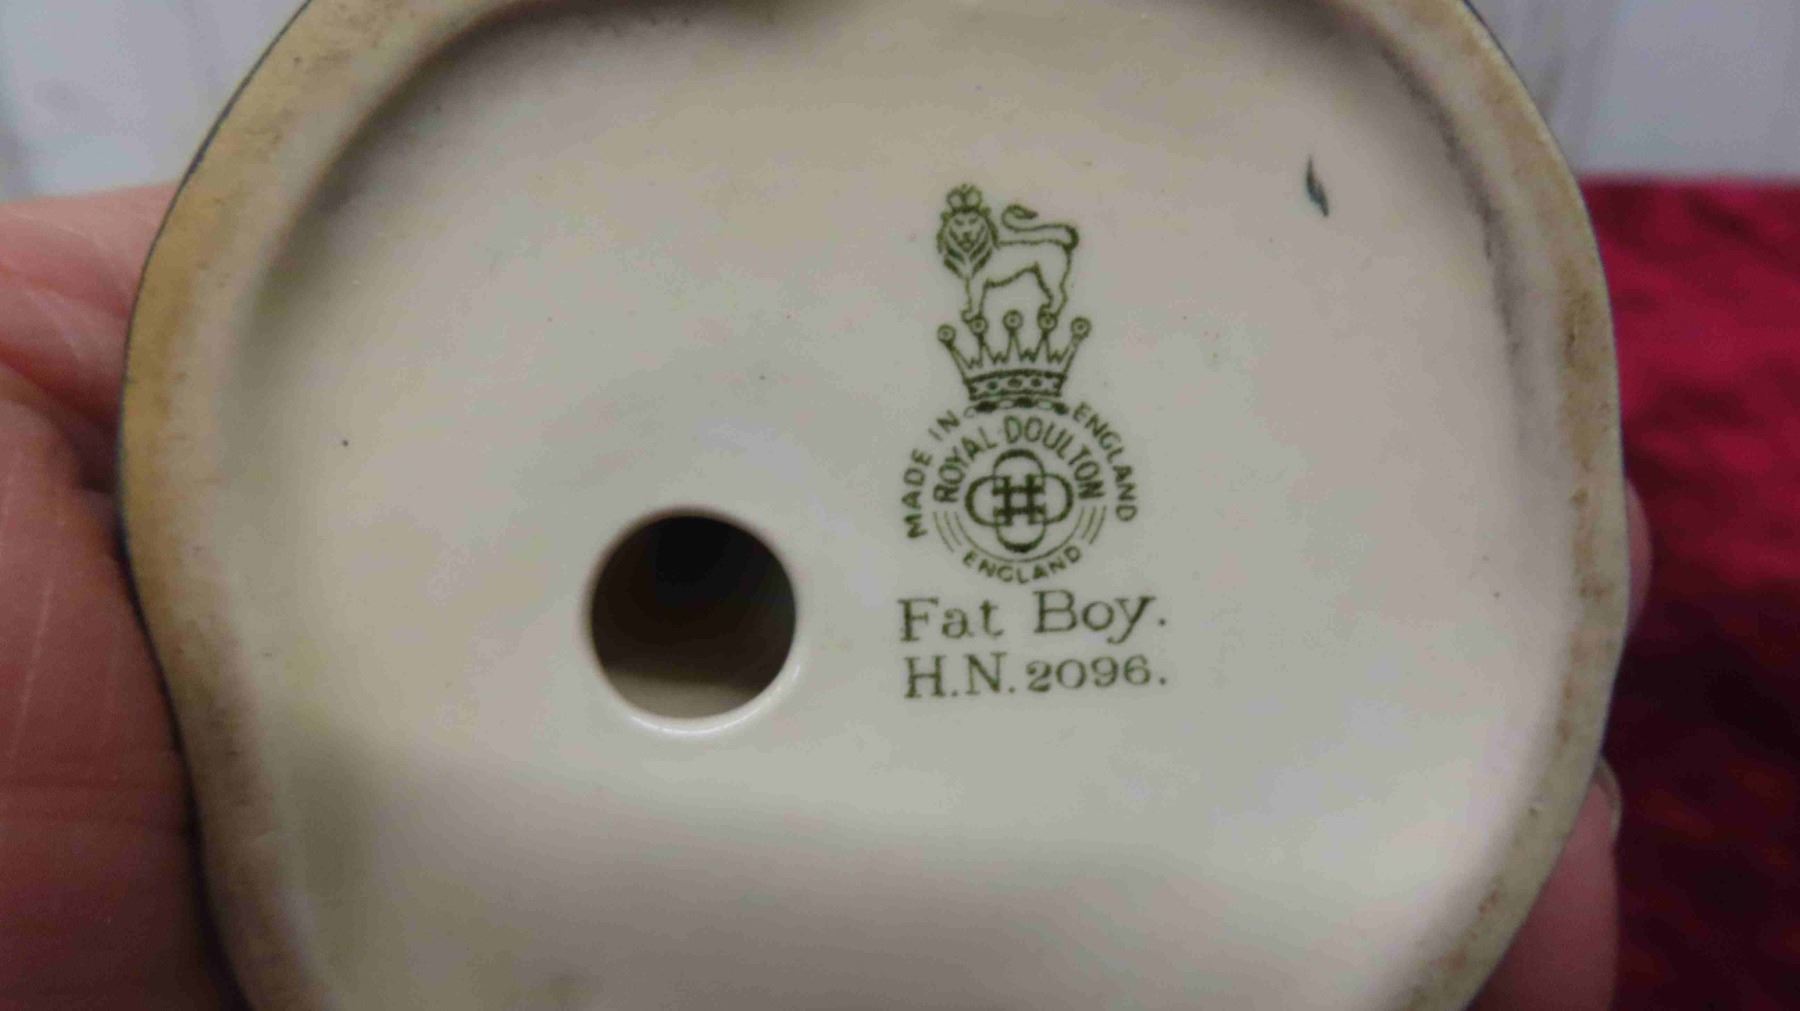 MADE IN ENGLAND
ROYAL DOULTON
ENGLAND
Fat Boy.
H.N. 2096.